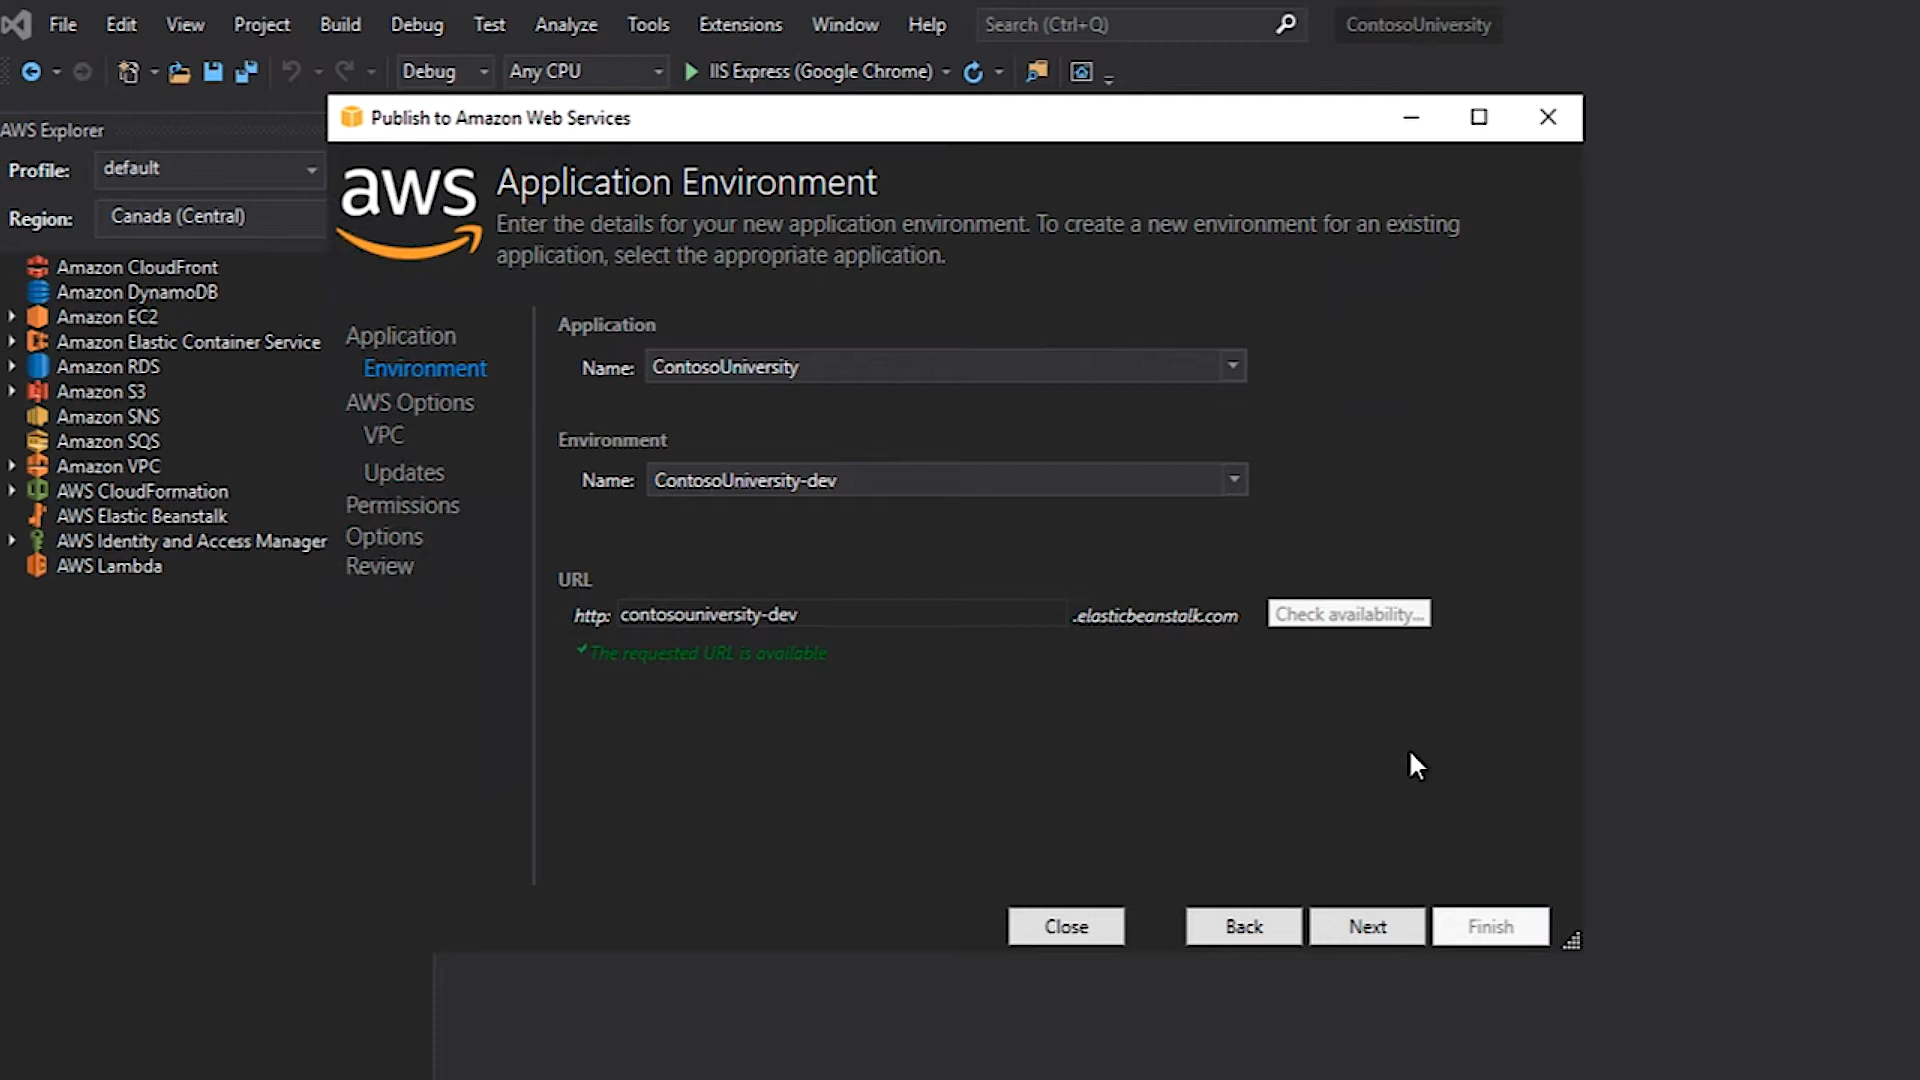 File Edit View Project Build Debug Test Analyze Tools Extensions Window Help Search (Ctrl+Q) ContosoUniversity
Debug Any CPU IIS Express (Google Chrome)
AWS Explorer
Profile: default
Region: Canada (Central)
Amazon CloudFront
Amazon DynamoDB
Amazon EC2
Amazon Elastic Container Service
Amazon RDS
Amazon S3
Amazon SNS
Amazon SQS
Amazon VPC
AWS CloudFormation
AWS Elastic Beanstalk
AWS Identity and Access Manager
AWS Lambda
Publish to Amazon Web Services
aws
Application Environment
Enter the details for your new application environment. To create a new environment for an existing
application, select the appropriate application.
Application
Environment
AWS Options
VPC
Updates
Permissions
Options
Review
Application
Name: ContosoUniversity
Environment
Name: ContosoUniversity-dev
URL
http: contosouniversity-dev .elasticbeanstalk.com Check availability...
The requested URL is available
Close Back Next Finish